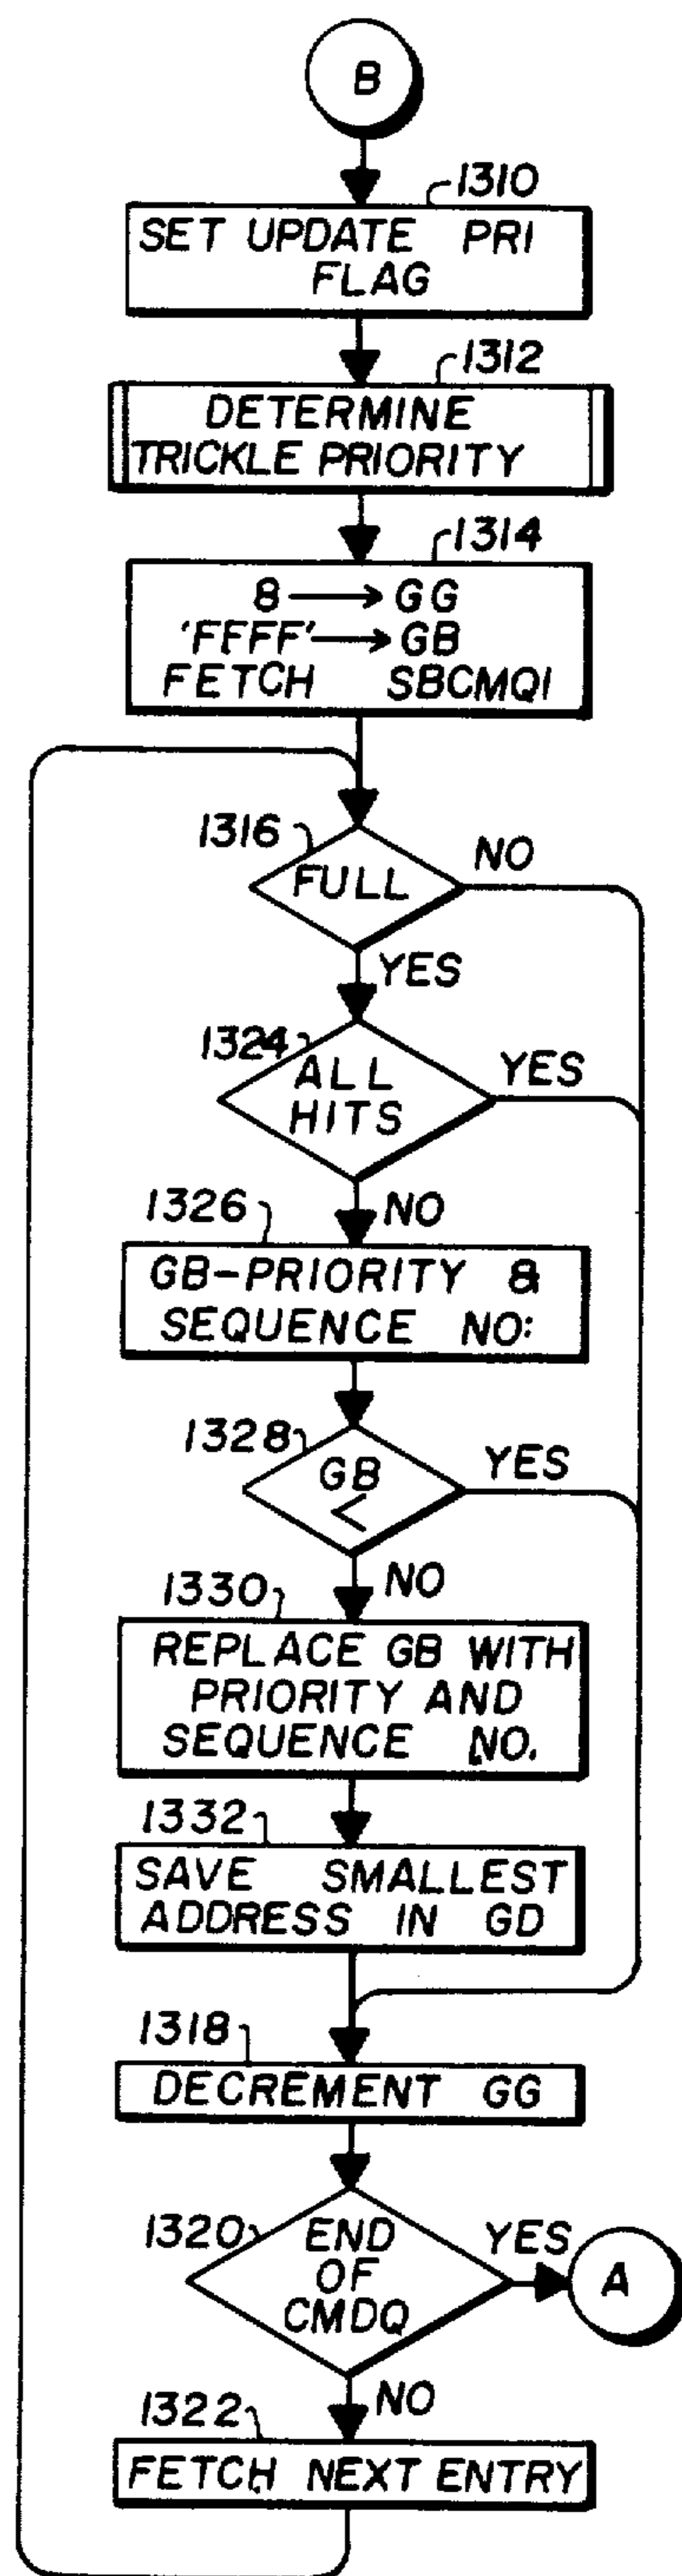 B
1310
SET UPDATE PRI
FLAG
1312
DETERMINE
TRICKLE PRIORITY
1314
8 → GG
'FFFF' → GB
FETCH SBCMQI
1316
FULL
NO
YES
1324
ALL
HITS
YES
NO
1326
GB-PRIORITY &
SEQUENCE NO:
1328
GB
<
YES
NO
1330
REPLACE GB WITH
PRIORITY AND
SEQUENCE NO.
1332
SAVE SMALLEST
ADDRESS IN GD
1318
DECREMENT GG
1320
END
OF
CMDQ
YES
A
NO
1322
FETCH NEXT ENTRY